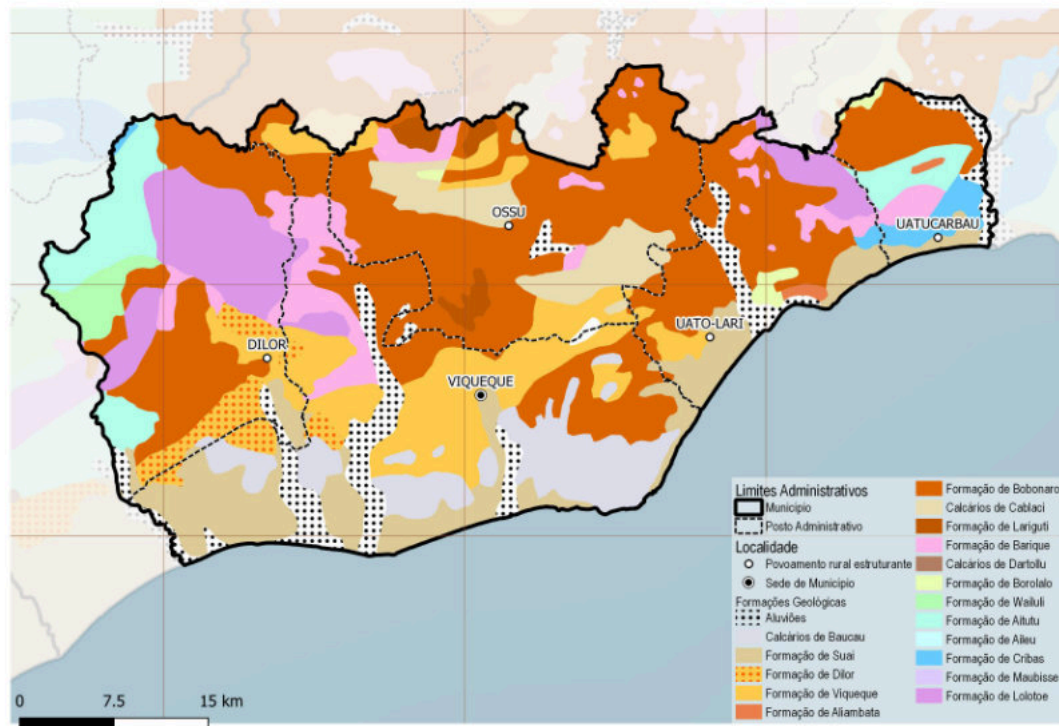 OSSU
UATUCARBAU
UATO-LARI
DILOR
VIQUEQUE
Limites Administrativos
Município
Posto Administrativo
Localidade
Povoamento rural estruturante
Sede de Município
Formações Geológicas
Aluviões
Calcários de Baucau
Formação de Suai
Formação de Dilor
Formação de Viqueque
Formação de Aliambata
Formação de Bobonaro
Calcários de Cablaci
Formação de Lariguti
Formação de Barique
Calcários de Dartollu
Formação de Borolalo
Formação de Wailuli
Formação de Aitutu
Formação de Aileu
Formação de Cribas
Formação de Maubisse
Formação de Lolotoe
0 7.5 15 km